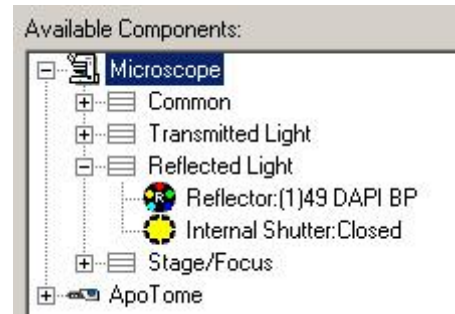 Available Components:
Microscope
Common
Transmitted Light
Reflected Light
R Reflector:(1)49 DAPI BP
Internal Shutter:Closed
Stage/Focus
ApoTome